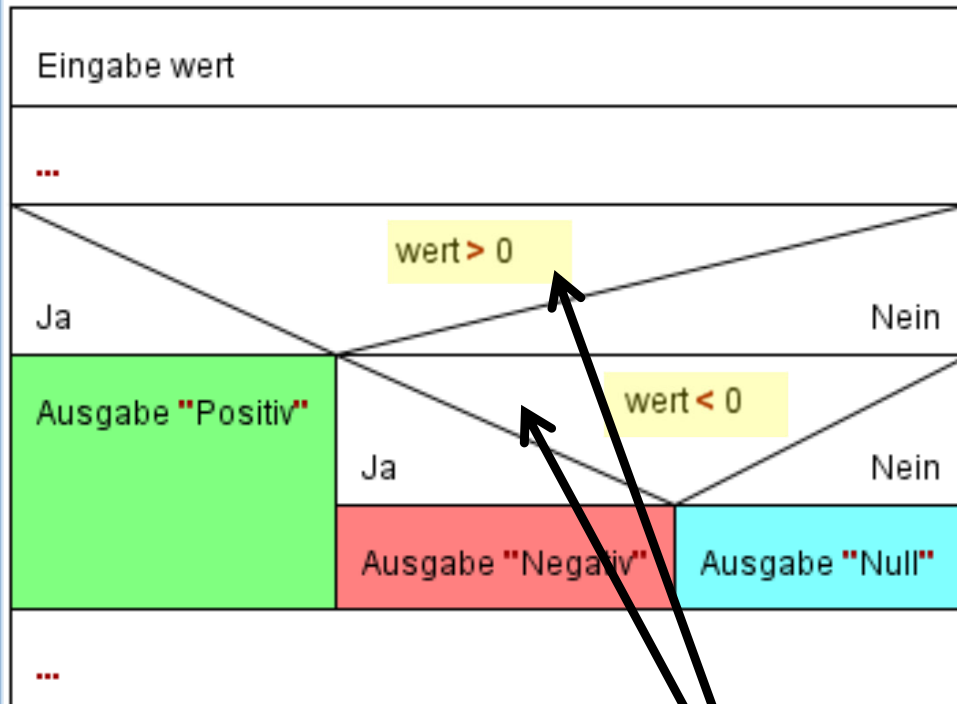 Eingabe wert
...
wert > 0
Ja
Nein
Ausgabe "Positiv"
wert < 0
Ja
Nein
Ausgabe "Negativ"
Ausgabe "Null"
...